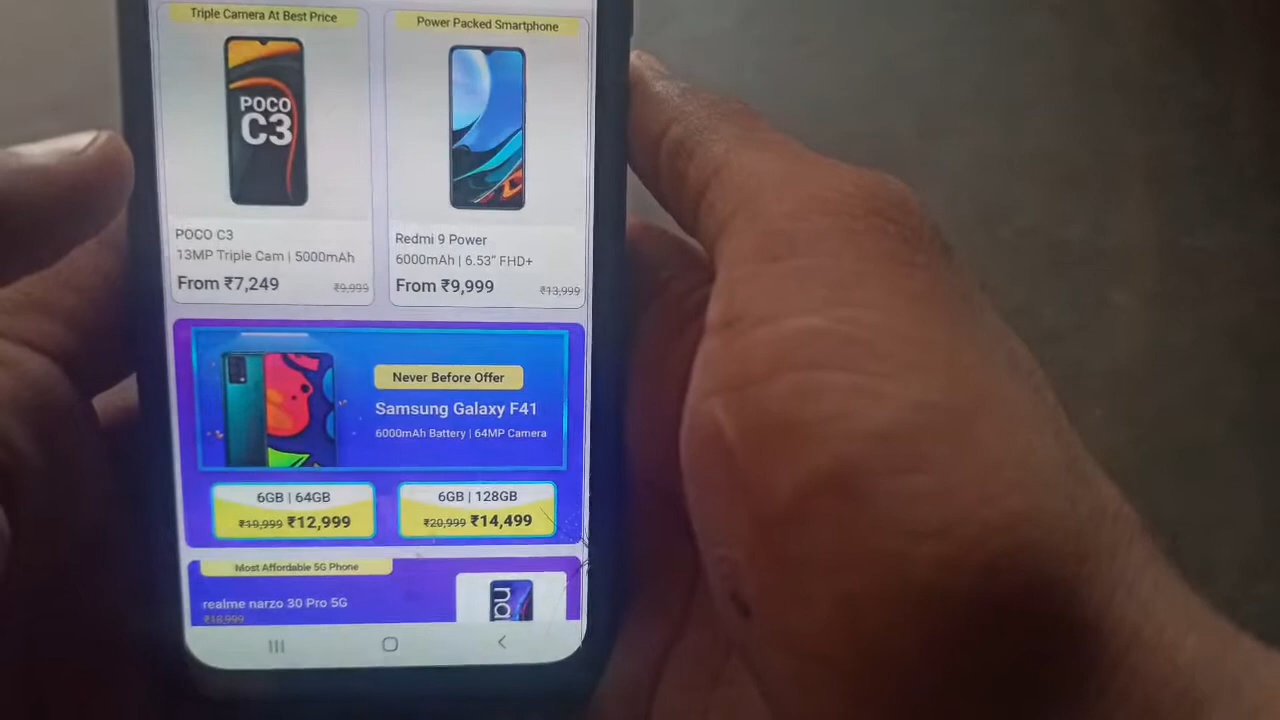 Triple Camera At Best Price
POCO
C3
POCO C3
13MP Triple Cam | 5000mAh
From ₹7,249 ₹9,999
Power Packed Smartphone
Redmi 9 Power
6000mAh | 6.53" FHD+
From ₹9,999 ₹13,999
Never Before Offer
Samsung Galaxy F41
6000mAh Battery | 64MP Camera
6GB | 64GB
₹19,999 ₹12,999
6GB | 128GB
₹20,999 ₹14,499
Most Affordable 5G Phone
realme narzo 30 Pro 5G
₹18,999
na